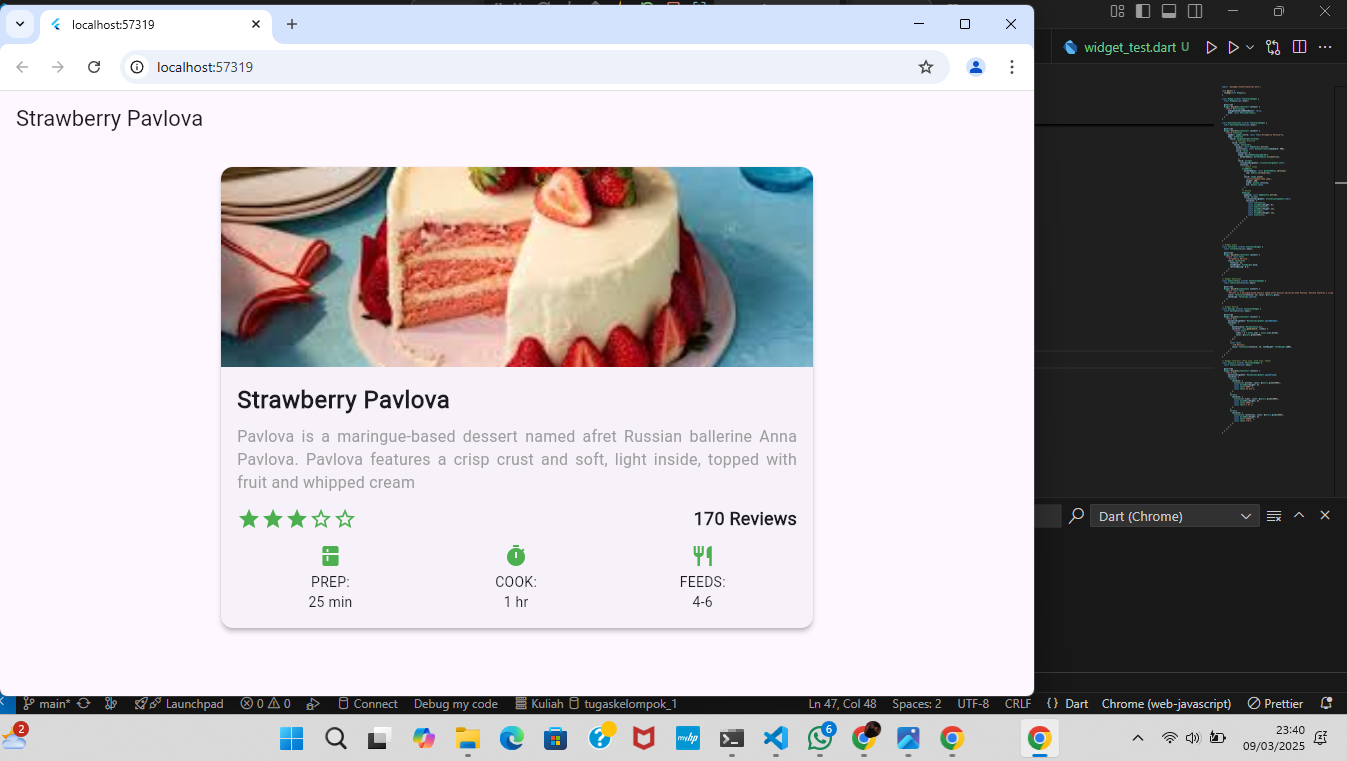 localhost:57319
widget_test.dart U
localhost:57319
Strawberry Pavlova
Strawberry Pavlova
Pavlova is a maringue-based dessert named afret Russian ballerine Anna
Pavlova. Pavlova features a crisp crust and soft, light inside, topped with
fruit and whipped cream
170 Reviews
PREP:
COOK:
FEEDS:
25 min
1 hr
4-6
Dart (Chrome)
main* Launchpad 0 0 Connect Debug my code Kuliah tugaskelompok_1 Ln 47, Col 48 Spaces: 2 UTF-8 CRLF {} Dart Chrome (web-javascript) Prettier
2
myhp
6
23:40
09/03/2025